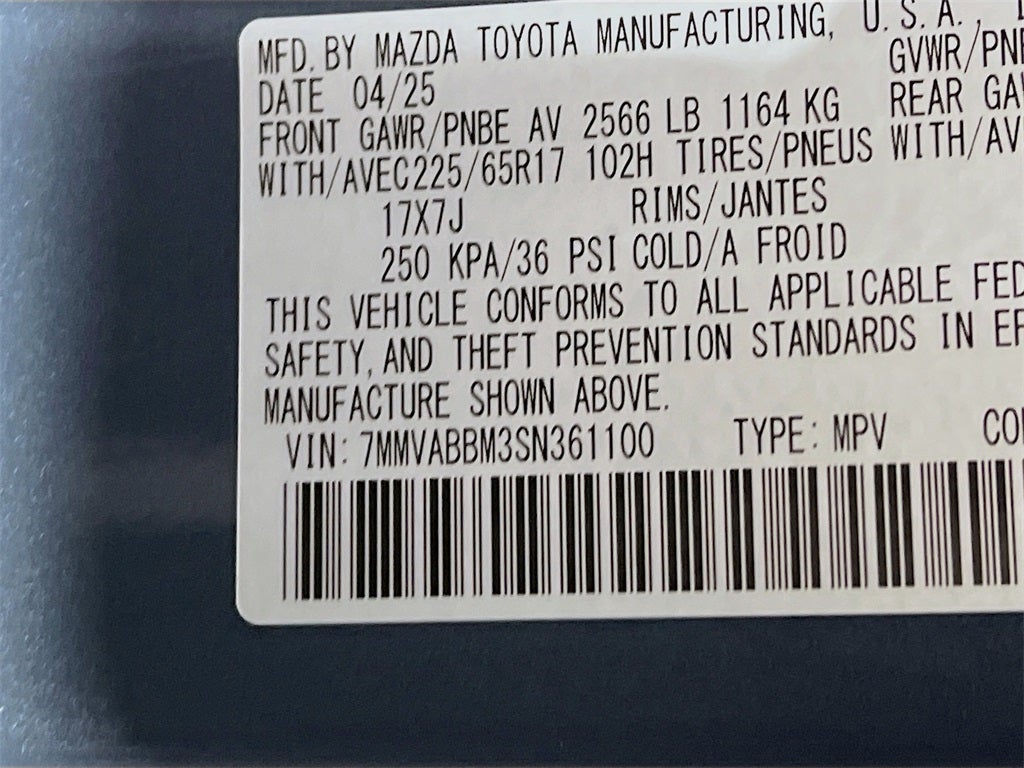 MFD. BY MAZDA TOYOTA MANUFACTURING, U. S. A.,
DATE 04/25 GVWR/PNB
FRONT GAWR/PNBE AV 2566 LB 1164 KG REAR GAW
WITH/AVEC225/65R17 102H TIRES/PNEUS WITH/AV
17X7J RIMS/JANTES
250 KPA/36 PSI COLD/A FROID
THIS VEHICLE CONFORMS TO ALL APPLICABLE FED
SAFETY, AND THEFT PREVENTION STANDARDS IN EF
MANUFACTURE SHOWN ABOVE.
VIN: 7MMVABBM3SN361100 TYPE: MPV CO